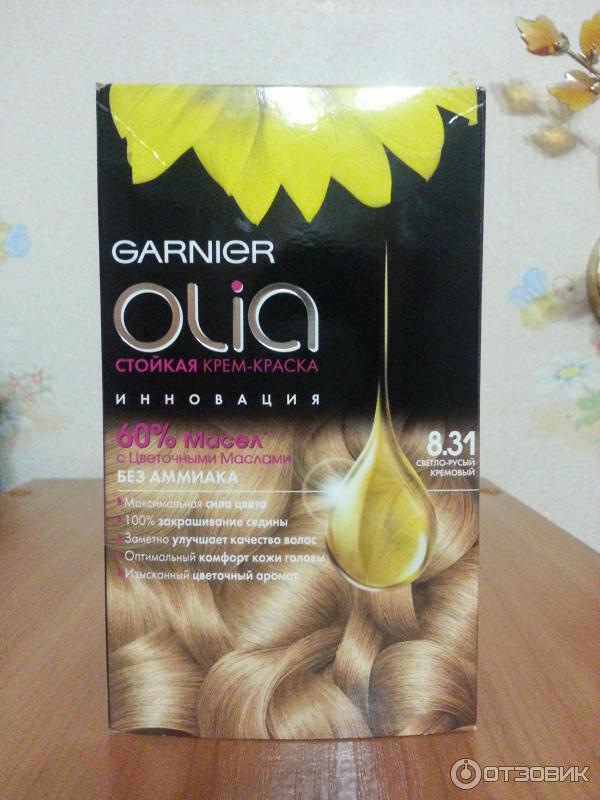 GARNIER
OLIA
СТОЙКАЯ КРЕМ-КРАСКА
ИННОВАЦИЯ
60% Масел*
с Цветочными Маслами
БЕЗ АММИАКА
8.31
СВЕТЛО-РУСЫЙ
КРЕМОВЫЙ
Максимальная сила цвета
100% закрашивание седины
Заметно улучшает качество волос
Оптимальный комфорт кожи головы
Изысканный цветочный аромат
ОТЗОВИК